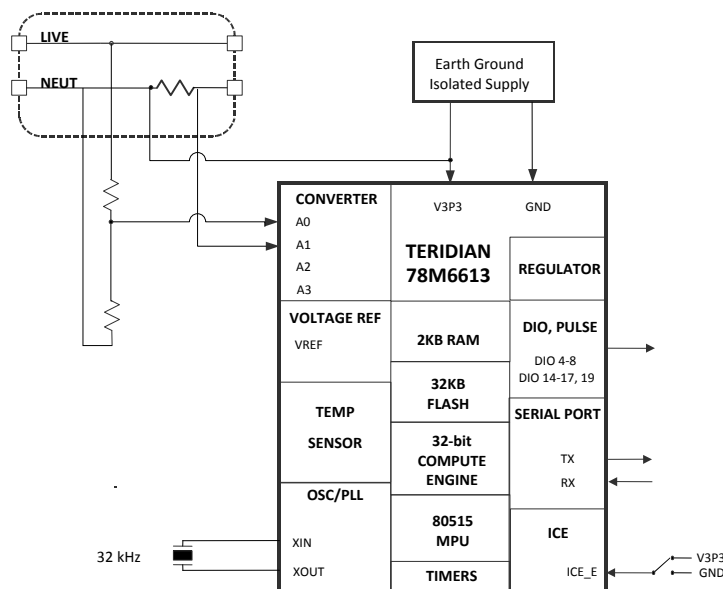 LIVE
NEUT
Earth Ground
Isolated Supply
CONVERTER
A0
A1
A2
A3
V3P3
GND
TERIDIAN
78M6613
REGULATOR
VOLTAGE REF
VREF
2KB RAM
DIO, PULSE
DIO 4-8
DIO 14-17, 19
32KB
FLASH
TEMP
SENSOR
32-bit
COMPUTE
ENGINE
SERIAL PORT
TX
RX
OSC/PLL
XIN
XOUT
32 kHz
80515
MPU
TIMERS
ICE
ICE_E
V3P3
GND